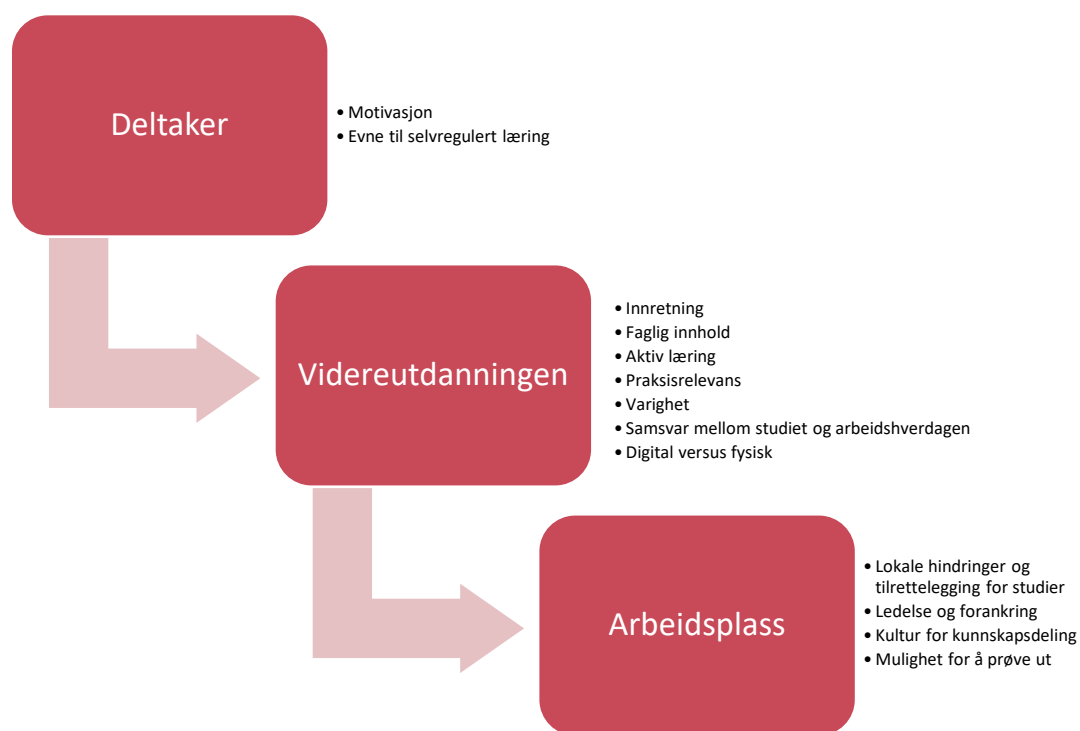 Deltaker
• Motivasjon
• Evne til selvregulert læring
Videreutdanningen
• Innretning
• Faglig innhold
• Aktiv læring
• Praksisrelevans
• Varighet
• Samsvar mellom studiet og arbeidshverdagen
• Digital versus fysisk
Arbeidsplass
• Lokale hindringer og
tilrettelegging for studier
• Ledelse og forankring
• Kultur for kunnskapsdeling
• Mulighet for å prøve ut